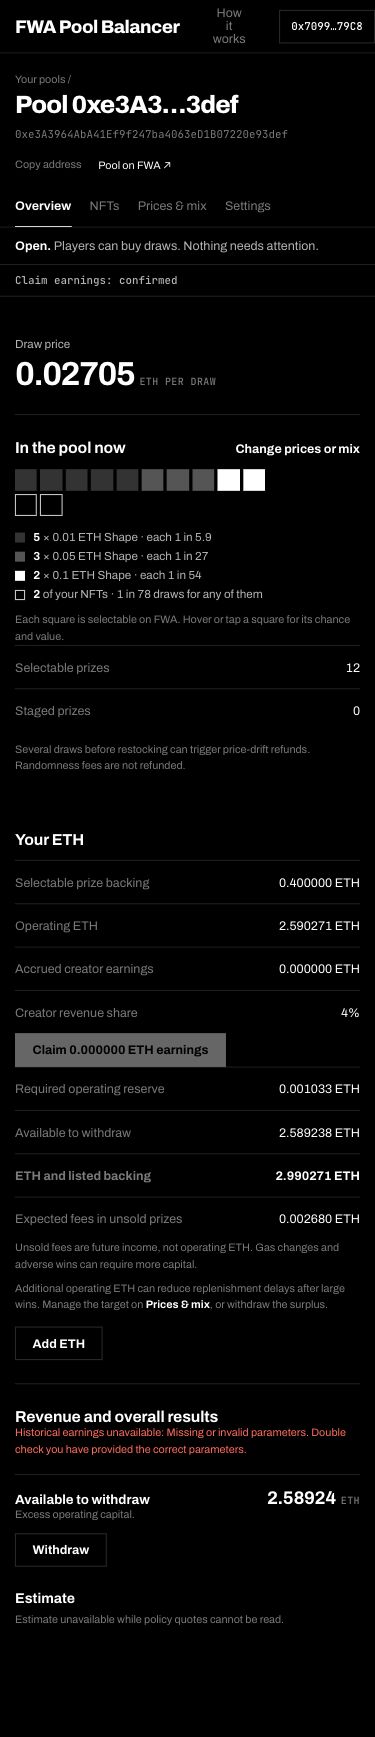 FWA Pool Balancer
How
it
works
0x7099…79C8
Your pools /
Pool 0xe3A3…3def
0xe3A3964AbA41Ef9f247ba4063eD1B07220e93def
Copy address
Pool on FWA ↗
Overview NFTs Prices & mix Settings
Open. Players can buy draws. Nothing needs attention.
Claim earnings: confirmed
Draw price
0.02705 ETH PER DRAW
In the pool now
Change prices or mix
5 × 0.01 ETH Shape · each 1 in 5.9
3 × 0.05 ETH Shape · each 1 in 27
2 × 0.1 ETH Shape · each 1 in 54
2 of your NFTs · 1 in 78 draws for any of them
Each square is selectable on FWA. Hover or tap a square for its chance
and value.
Selectable prizes 12
Staged prizes 0
Several draws before restocking can trigger price-drift refunds.
Randomness fees are not refunded.
Your ETH
Selectable prize backing 0.400000 ETH
Operating ETH 2.590271 ETH
Accrued creator earnings 0.000000 ETH
Creator revenue share 4%
Claim 0.000000 ETH earnings
Required operating reserve 0.001033 ETH
Available to withdraw 2.589238 ETH
ETH and listed backing 2.990271 ETH
Expected fees in unsold prizes 0.002680 ETH
Unsold fees are future income, not operating ETH. Gas changes and
adverse wins can require more capital.
Additional operating ETH can reduce replenishment delays after large
wins. Manage the target on Prices & mix, or withdraw the surplus.
Add ETH
Revenue and overall results
Historical earnings unavailable: Missing or invalid parameters. Double
check you have provided the correct parameters.
Available to withdraw 2.58924 ETH
Excess operating capital.
Withdraw
Estimate
Estimate unavailable while policy quotes cannot be read.